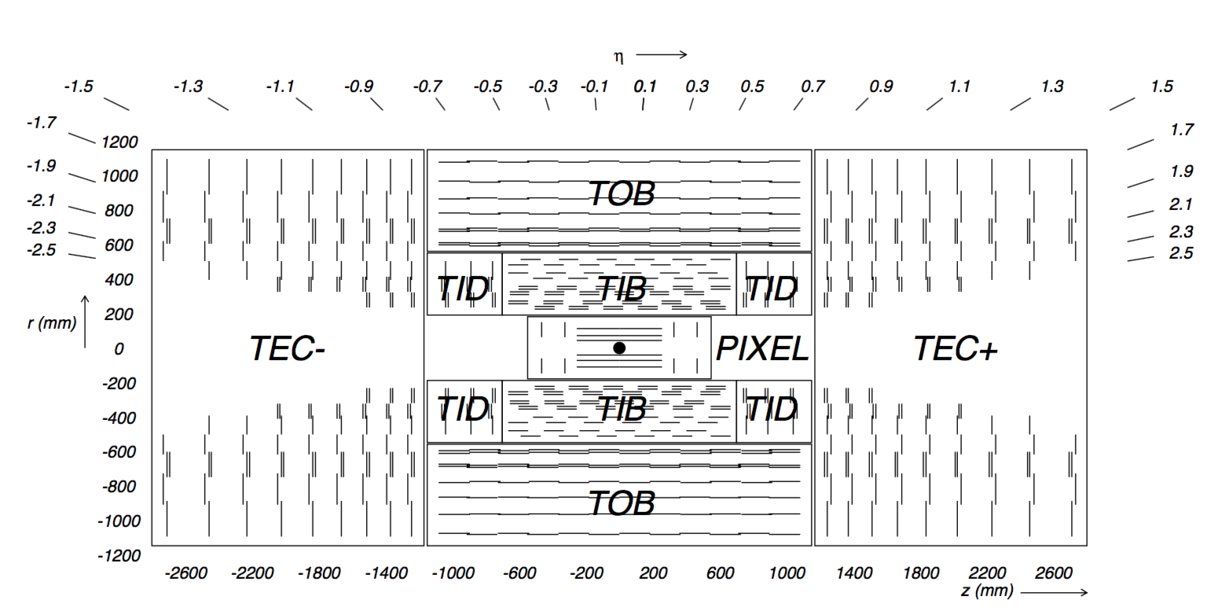 η
-1.5 -1.3 -1.1 -0.9 -0.7 -0.5 -0.3 -0.1 0.1 0.3 0.5 0.7 0.9 1.1 1.3 1.5
-1.7 1.7
1200
-1.9 1000 1.9
-2.1 800 TOB 2.1
-2.3 600 2.3
-2.5 2.5
400 TID TIB TID
200
r (mm)
0 TEC- PIXEL TEC+
-200
-400 TID TIB TID
-600
-800
-1000 TOB
-1200
-2600 -2200 -1800 -1400 -1000 -600 -200 200 600 1000 1400 1800 2200 2600
z (mm)